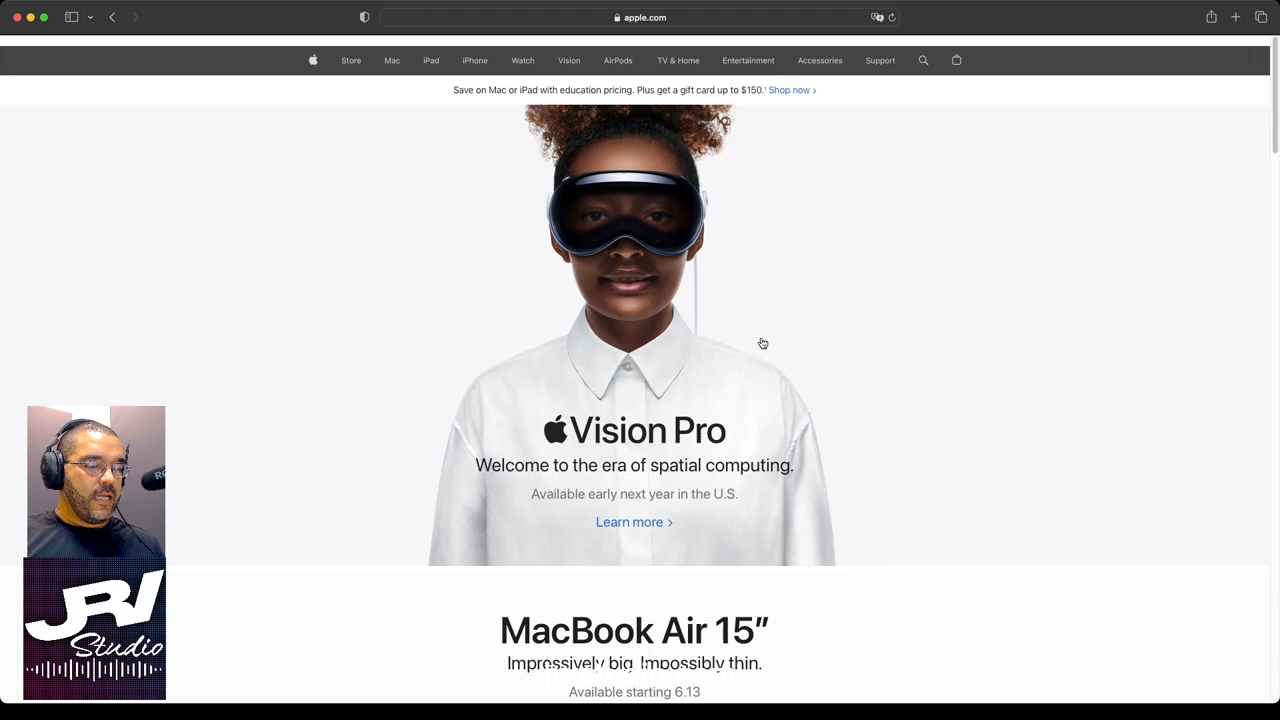 apple.com
Store Mac iPad iPhone Watch Vision AirPods TV & Home Entertainment Accessories Support
Save on Mac or iPad with education pricing. Plus get a gift card up to $150.¹ Shop now >
Vision Pro
Welcome to the era of spatial computing.
Available early next year in the U.S.
Learn more >
MacBook Air 15”
Impressively big. Impossibly thin.
Available starting 6.13
JRV
Studio